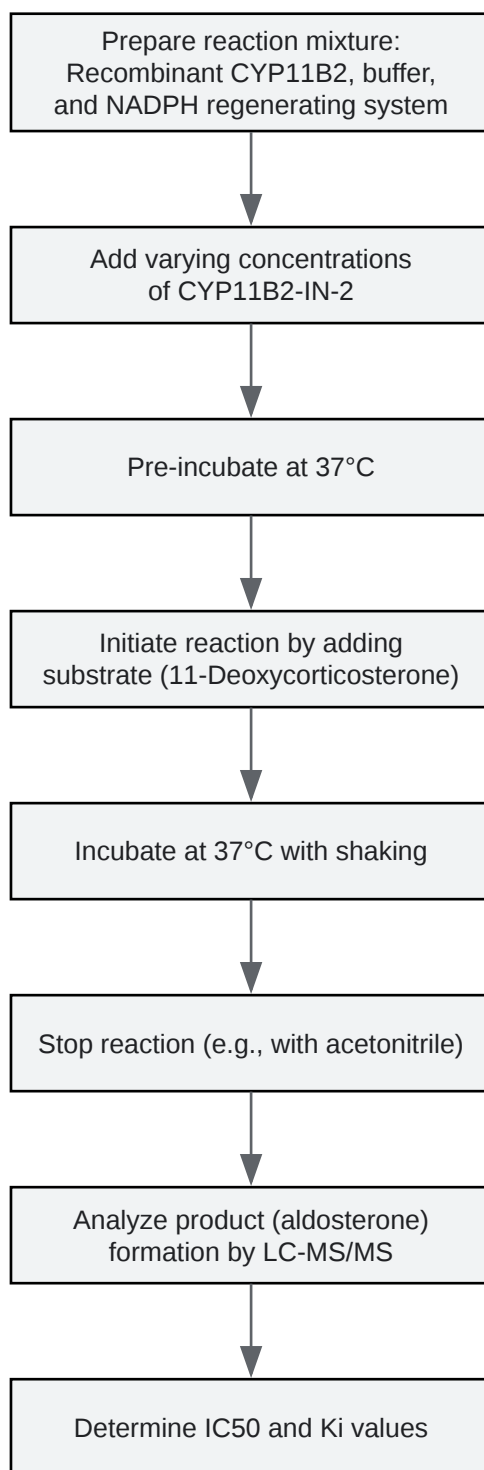 Prepare reaction mixture:
Recombinant CYP11B2, buffer,
and NADPH regenerating system
Add varying concentrations
of CYP11B2-IN-2
Pre-incubate at 37°C
Initiate reaction by adding
substrate (11-Deoxycorticosterone)
Incubate at 37°C with shaking
Stop reaction (e.g., with acetonitrile)
Analyze product (aldosterone)
formation by LC-MS/MS
Determine IC50 and Ki values